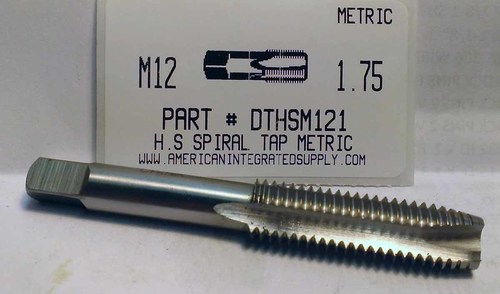 METRIC
M12 1.75
PART # DTHSM121
H.S SPIRAL TAP METRIC
WWW.AMERICANINTEGRATEDSUPPLY.COM